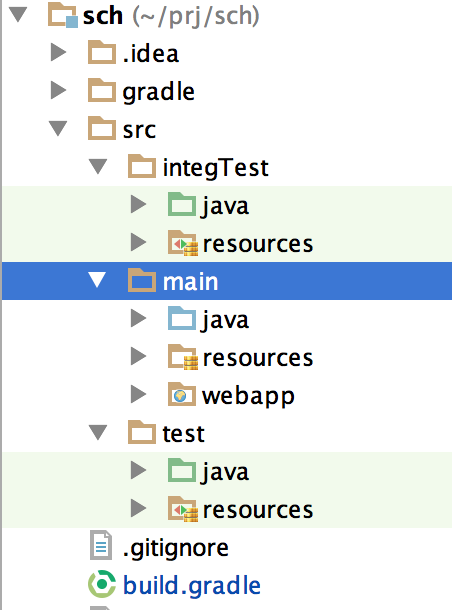 sch (~/prj/sch)
.idea
gradle
src
integTest
java
resources
main
java
resources
webapp
test
java
resources
.gitignore
build.gradle